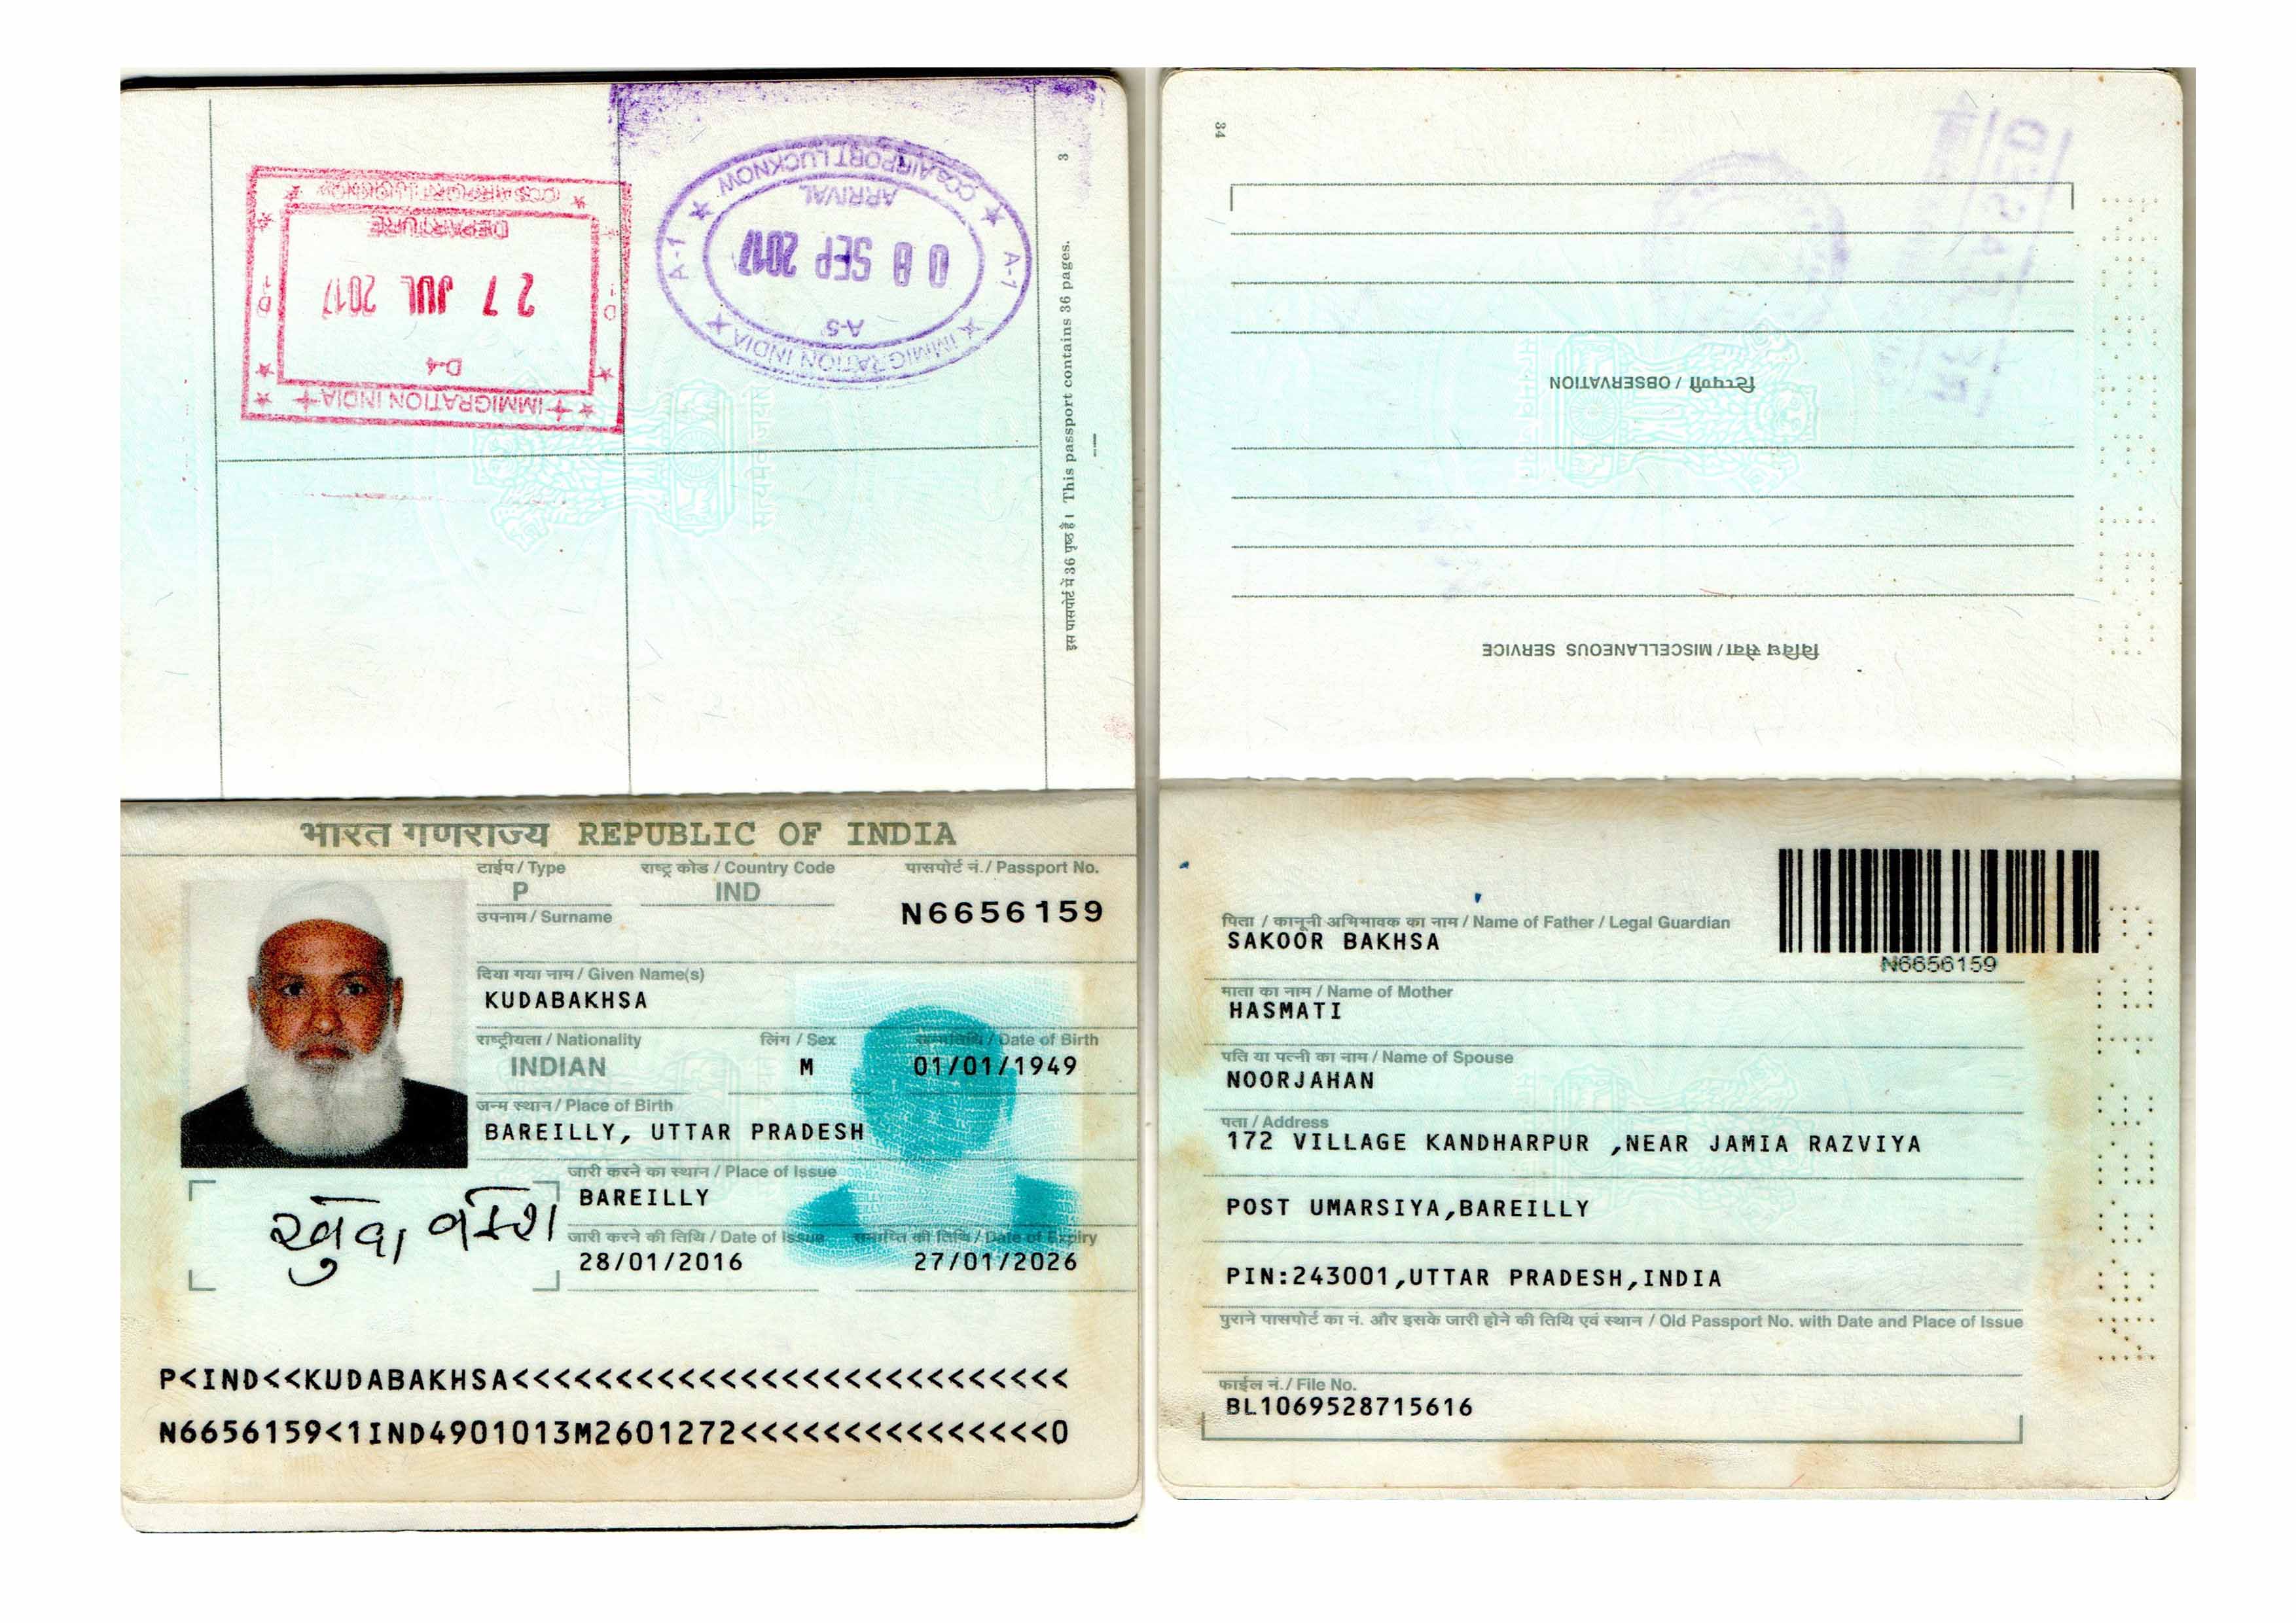 CCS AIRPORT LUCKNOW
DEPARTURE
27 JUL 2017
D-4
IMMIGRATION INDIA
CCS AIRPORT LUCKNOW
ARRIVAL
A-1
08 SEP 2017
A-1
A-5
IMMIGRATION INDIA
3
इस पासपोर्ट में 36 पृष्ठ है। This passport contains 36 pages.
भारत गणराज्य REPUBLIC OF INDIA
टाईप / Type
राष्ट्र कोड / Country Code
पासपोर्ट नं. / Passport No.
P
IND
N6656159
उपनाम / Surname
दिया गया नाम / Given Name(s)
KUDABAKHSA
राष्ट्रीयता / Nationality
लिंग / Sex
जन्मतिथि / Date of Birth
INDIAN
M
01/01/1949
जन्म स्थान / Place of Birth
BAREILLY, UTTAR PRADESH
जारी करने का स्थान / Place of Issue
BAREILLY
जारी करने की तिथि / Date of Issue
समाप्ति की तिथि / Date of Expiry
28/01/2016
27/01/2026
P<IND<<KUDABAKHSA<<<<<<<<<<<<<<<<<<<<<<<<<<<
N6656159<1IND4901013M2601272<<<<<<<<<<<<<<<0
34
टिप्पणी / OBSERVATION
विविध सेवा / MISCELLANEOUS SERVICE
N6656159
पिता / कानूनी अभिभावक का नाम / Name of Father / Legal Guardian
SAKOOR BAKHSA
माता का नाम / Name of Mother
HASMATI
पति या पत्नी का नाम / Name of Spouse
NOORJAHAN
पता / Address
172 VILLAGE KANDHARPUR ,NEAR JAMIA RAZVIYA
POST UMARSIYA,BAREILLY
PIN:243001,UTTAR PRADESH,INDIA
पुराने पासपोर्ट का नं. और इसके जारी होने की तिथि एवं स्थान / Old Passport No. with Date and Place of Issue
फाईल नं. / File No.
BL1069528715616